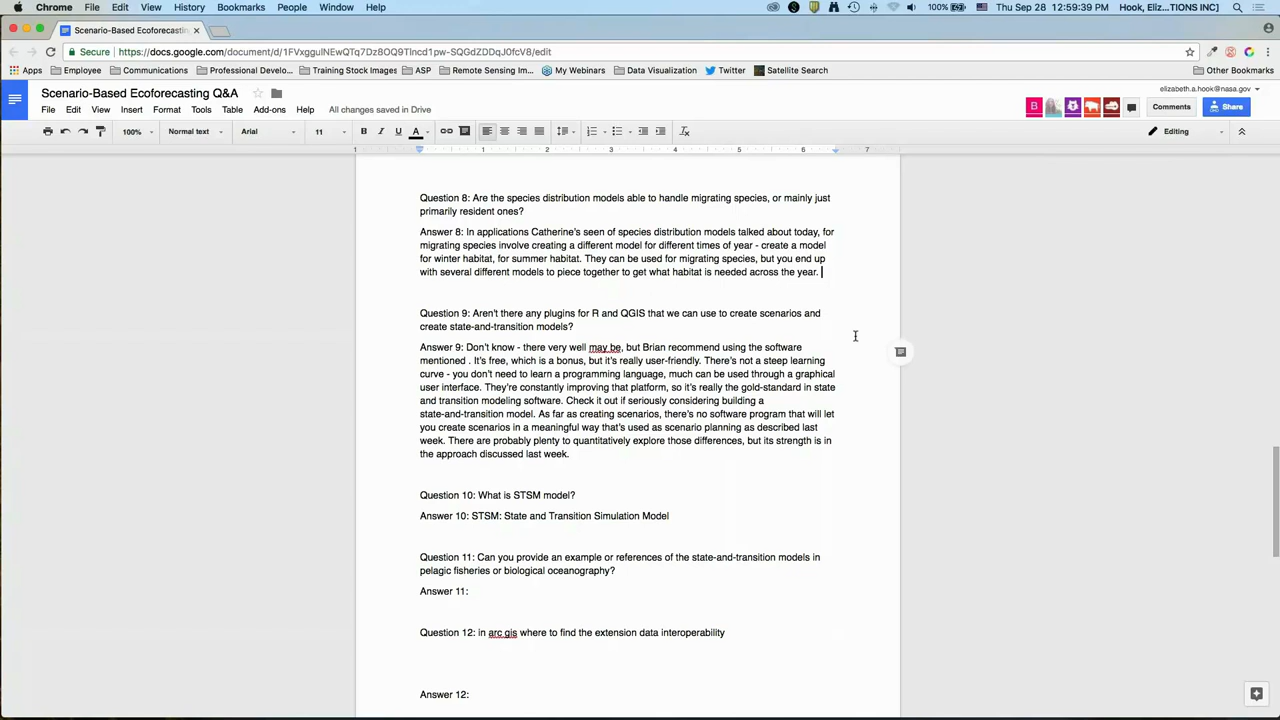 Chrome File Edit View History Bookmarks People Window Help 100% Thu Sep 28 12:59:39 PM Hook, Eliz...TIONS INC]
Scenario-Based Ecoforecasting
Secure https://docs.google.com/document/d/1FVxggulNEwQTq7Dz8OQ9Tlncd1pw-SQGdZDDqJ0fcV8/edit
Apps Employee Communications Professional Develo... Training Stock Images ASP Remote Sensing Im... My Webinars Data Visualization Twitter Satellite Search Other Bookmarks
Scenario-Based Ecoforecasting Q&A
elizabeth.a.hook@nasa.gov
File Edit View Insert Format Tools Table Add-ons Help All changes saved in Drive
B Comments Share
100% Normal text Arial 11 B I U A Editing
1 1 2 3 4 5 6 7
Question 8: Are the species distribution models able to handle migrating species, or mainly just
primarily resident ones?
Answer 8: In applications Catherine's seen of species distribution models talked about today, for
migrating species involve creating a different model for different times of year - create a model
for winter habitat, for summer habitat. They can be used for migrating species, but you end up
with several different models to piece together to get what habitat is needed across the year.
Question 9: Aren't there any plugins for R and QGIS that we can use to create scenarios and
create state-and-transition models?
Answer 9: Don't know - there very well may be, but Brian recommend using the software
mentioned . It's free, which is a bonus, but it's really user-friendly. There's not a steep learning
curve - you don't need to learn a programming language, much can be used through a graphical
user interface. They're constantly improving that platform, so it's really the gold-standard in state
and transition modeling software. Check it out if seriously considering building a
state-and-transition model. As far as creating scenarios, there's no software program that will let
you create scenarios in a meaningful way that's used as scenario planning as described last
week. There are probably plenty to quantitatively explore those differences, but its strength is in
the approach discussed last week.
Question 10: What is STSM model?
Answer 10: STSM: State and Transition Simulation Model
Question 11: Can you provide an example or references of the state-and-transition models in
pelagic fisheries or biological oceanography?
Answer 11:
Question 12: in arc gis where to find the extension data interoperability
Answer 12: